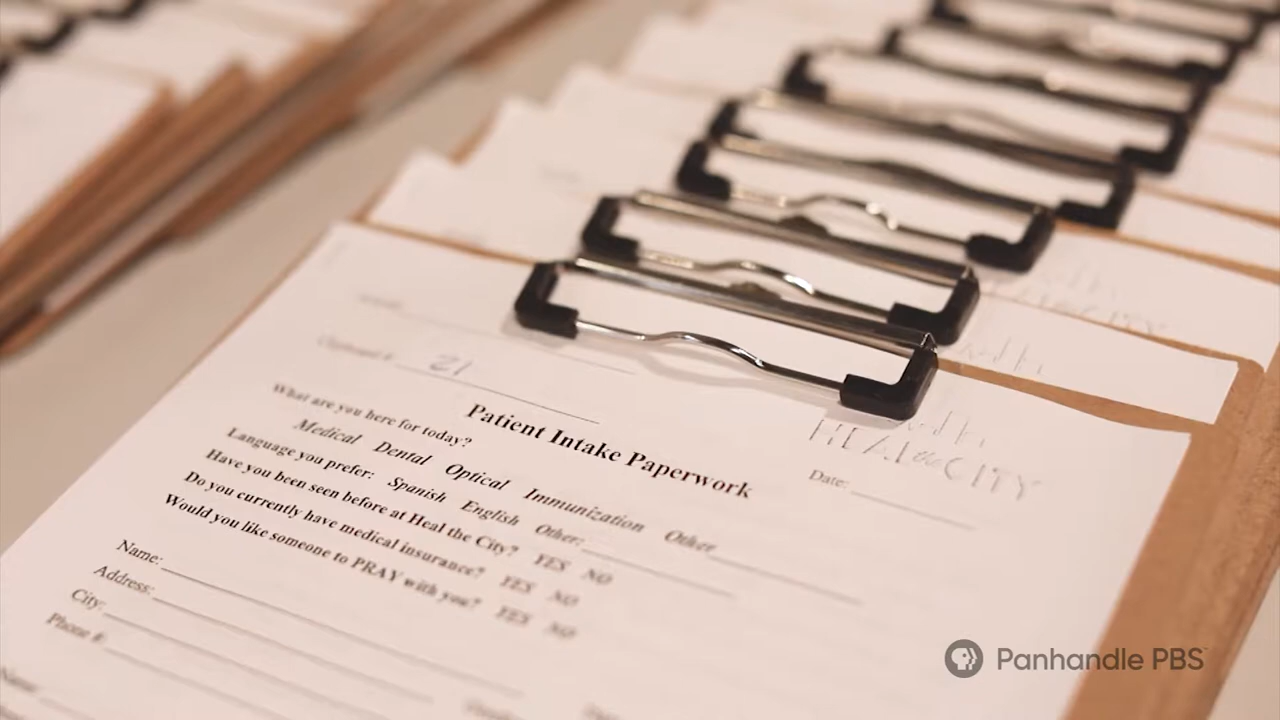 Clipboard #: 21
Patient Intake Paperwork
HEAL the CITY
Date:
What are you here for today?
Medical Dental Optical Immunization Other
Language you prefer: Spanish English Other:
Have you been seen before at Heal the City? YES NO
Do you currently have medical insurance? YES NO
Would you like someone to PRAY with you? YES NO
Name:
Address:
City:
Phone #:
Name
Panhandle PBS